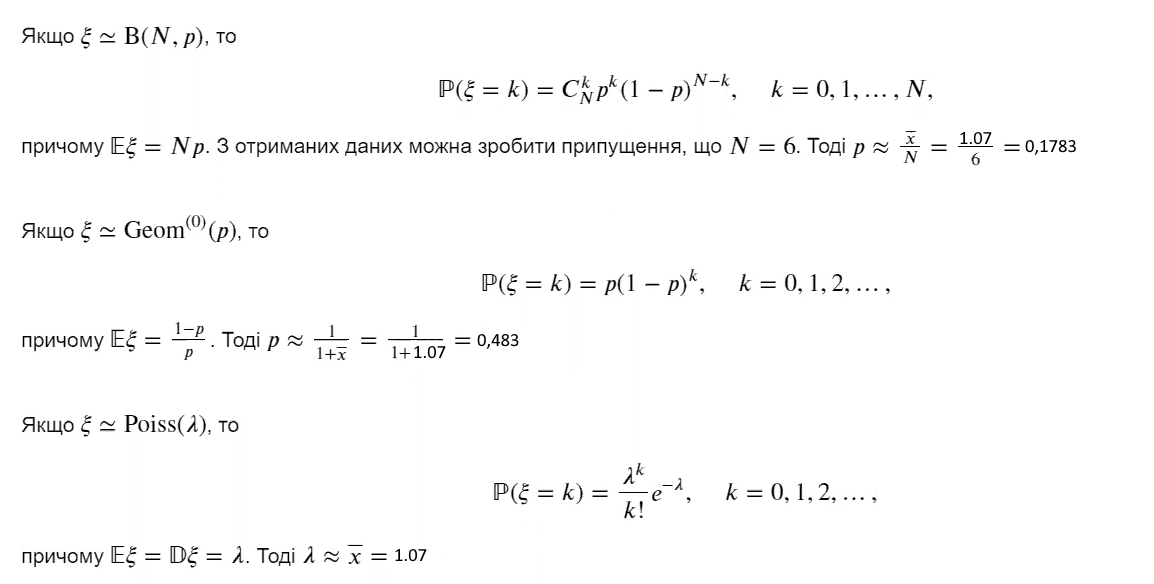 Якщо ξ ≃ B(N, p), то
ℙ(ξ = k) = C_N^k p^k (1 − p)^{N−k},   k = 0, 1, … , N,
причому 𝔼ξ = Np. З отриманих даних можна зробити припущення, що N = 6. Тоді p ≈ x̅/N = 1.07/6 = 0,1783
Якщо ξ ≃ Geom^{(0)}(p), то
ℙ(ξ = k) = p(1 − p)^k,   k = 0, 1, 2, … ,
причому 𝔼ξ = (1−p)/p . Тоді p ≈ 1/(1+x̅) = 1/(1+1.07) = 0,483
Якщо ξ ≃ Poiss(λ), то
ℙ(ξ = k) = λ^k/k! e^{−λ},   k = 0, 1, 2, … ,
причому 𝔼ξ = 𝔻ξ = λ. Тоді λ ≈ x̅ = 1.07